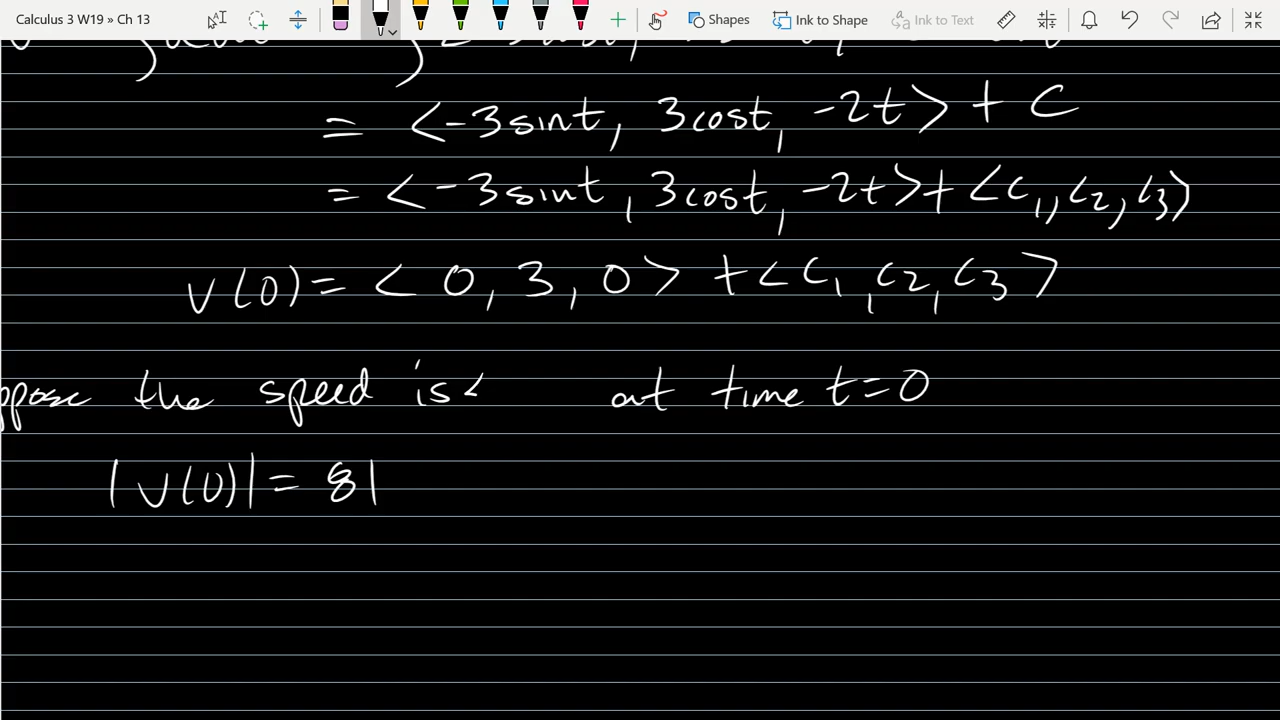 Calculus 3 W19 » Ch 13
Shapes
Ink to Shape
Ink to Text
= <-3sint, 3cost, -2t> + C
= <-3sint, 3cost, -2t> + <C1, C2, C3>
v(0) = <0, 3, 0> + <C1, C2, C3>
ppose the speed is < at time t=0
|v(0)| = 81